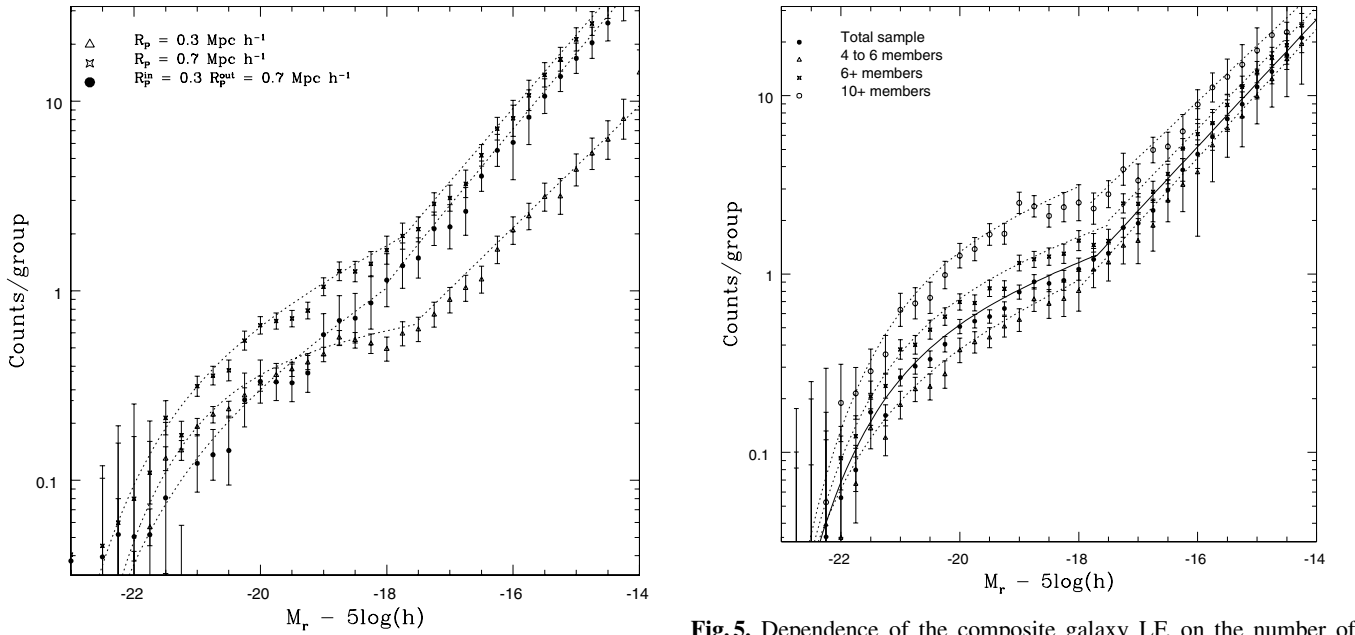 R_P = 0.3 Mpc h⁻¹
R_P = 0.7 Mpc h⁻¹
R_P^in = 0.3 R_P^out = 0.7 Mpc h⁻¹
10
1
0.1
Counts/group
-22
-20
-18
-16
-14
M_r − 5log(h)
Total sample
4 to 6 members
6+ members
10+ members
10
1
0.1
Counts/group
-22
-20
-18
-16
-14
M_r − 5log(h)
Fig. 5. Dependence of the composite galaxy LF on the number of